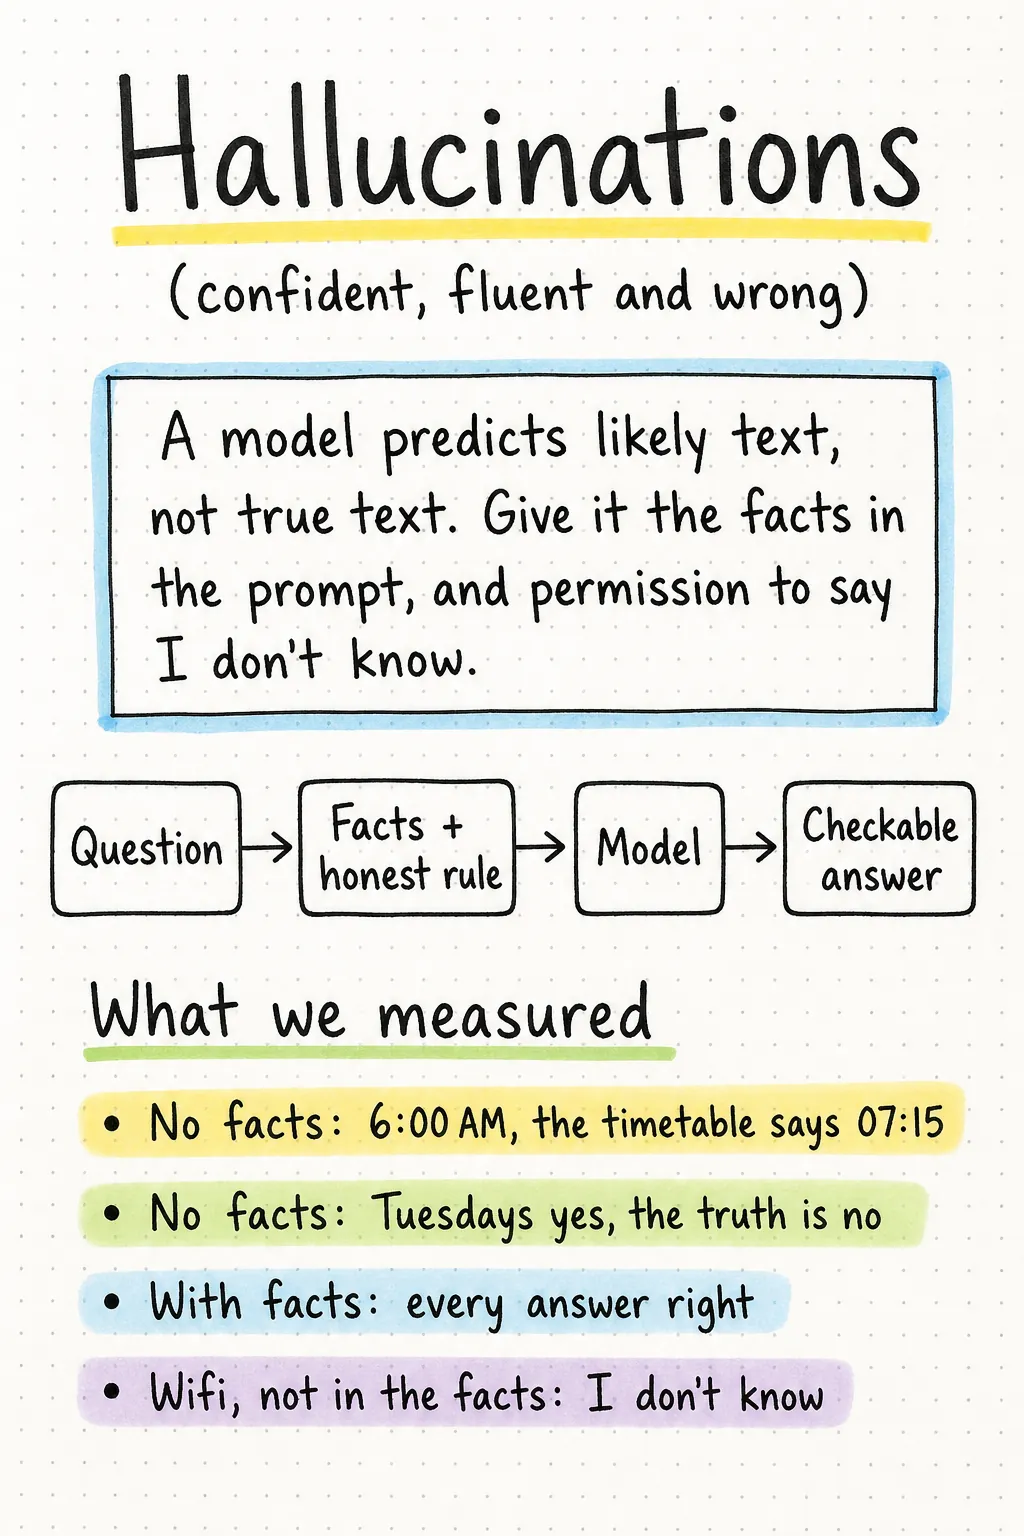 Hallucinations
(confident, fluent and wrong)
A model predicts likely text,
not true text. Give it the facts in
the prompt, and permission to say
I don't know.
Question
Facts +
honest rule
Model
Checkable
answer
What we measured
• No facts: 6:00 AM, the timetable says 07:15
• No facts: Tuesdays yes, the truth is no
• With facts: every answer right
• Wifi, not in the facts: I don't know